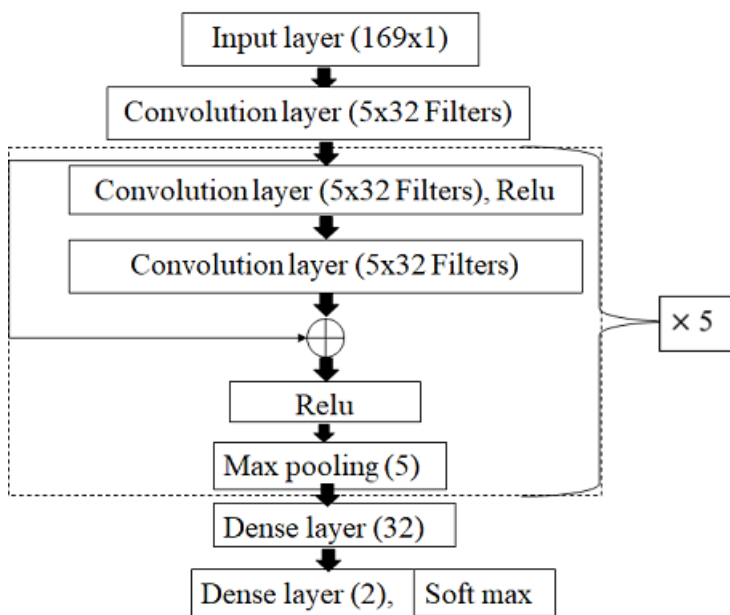 Input layer (169x1)
Convolution layer (5x32 Filters)
Convolution layer (5x32 Filters), Relu
Convolution layer (5x32 Filters)
× 5
Relu
Max pooling (5)
Dense layer (32)
Dense layer (2), Soft max